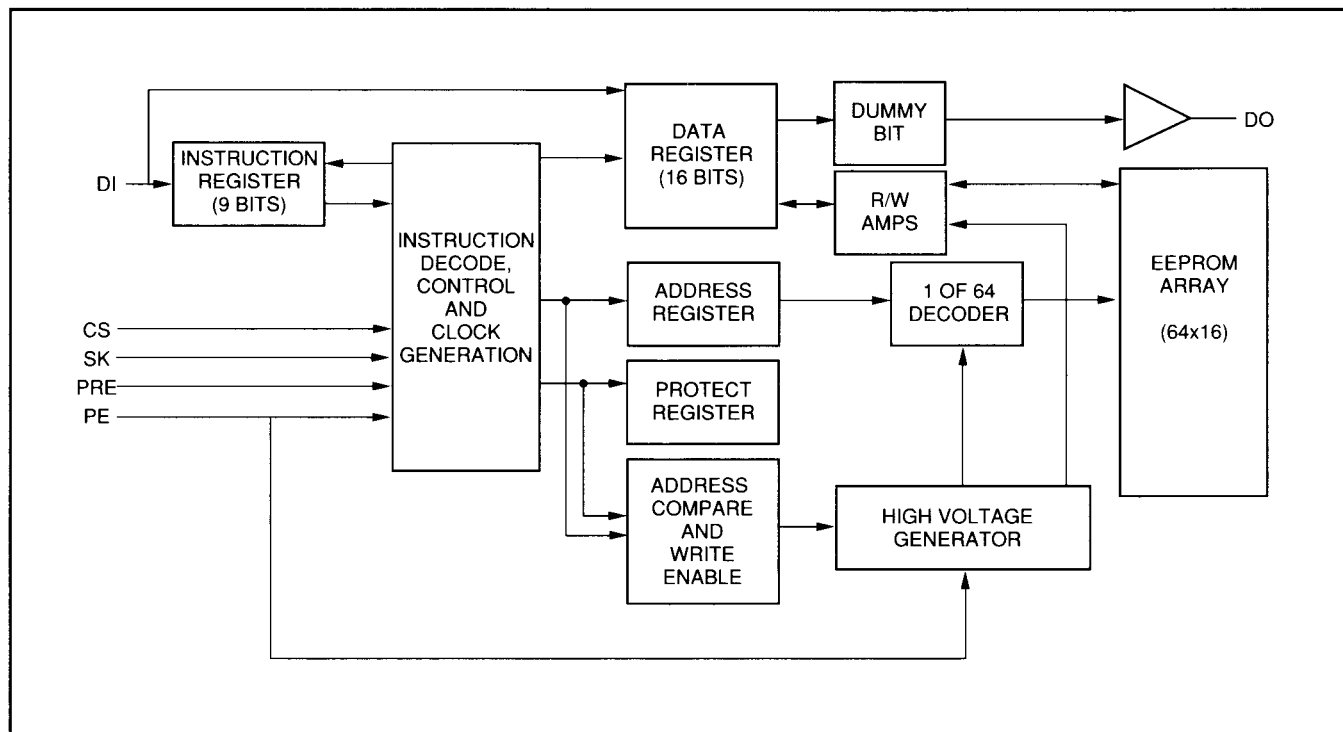 DI
INSTRUCTION
REGISTER
(9 BITS)
CS
SK
PRE
PE
INSTRUCTION
DECODE,
CONTROL
AND
CLOCK
GENERATION
DATA
REGISTER
(16 BITS)
DUMMY
BIT
DO
R/W
AMPS
ADDRESS
REGISTER
1 OF 64
DECODER
EEPROM
ARRAY
(64x16)
PROTECT
REGISTER
ADDRESS
COMPARE
AND
WRITE
ENABLE
HIGH VOLTAGE
GENERATOR